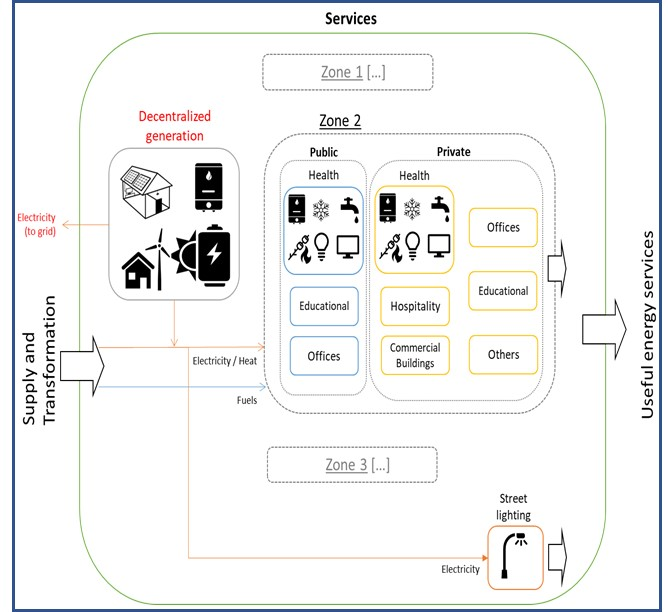 Services
Zone 1 […]
Decentralized
generation
Zone 2
Public
Private
Health
Health
Electricity
(to grid)
Offices
Educational
Educational
Hospitality
Offices
Commercial
Buildings
Others
Supply and
Transformation
Electricity / Heat
Fuels
Useful energy services
Zone 3 […]
Street
lighting
Electricity